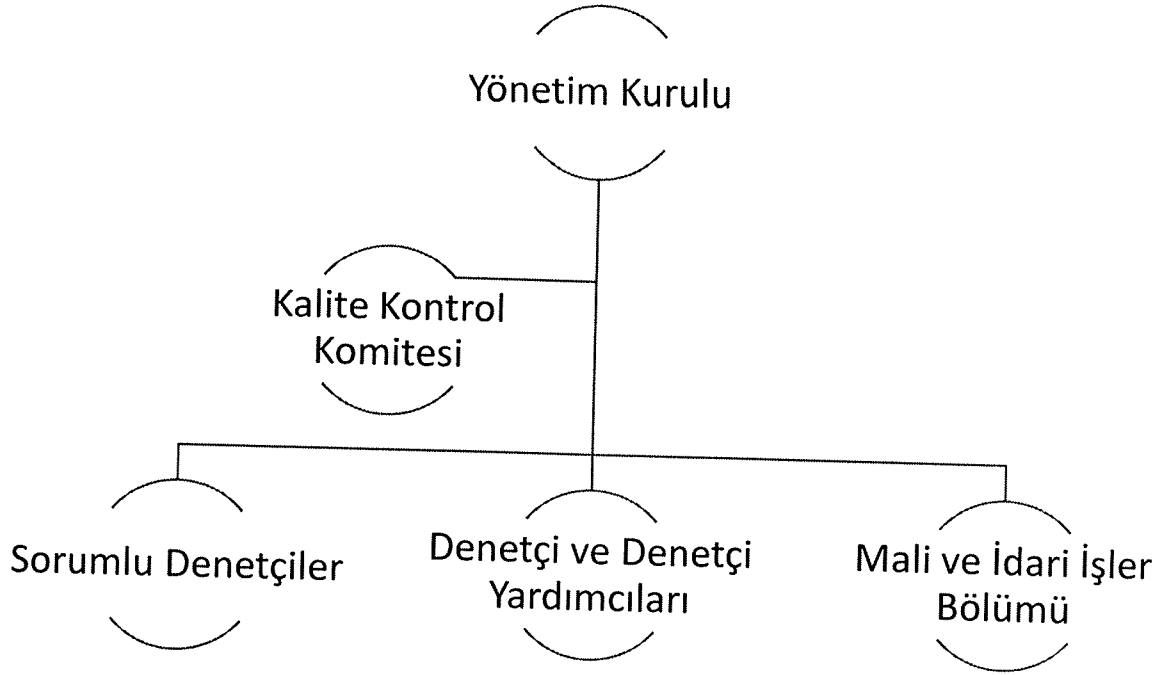 Yönetim Kurulu
Kalite Kontrol
Komitesi
Sorumlu Denetçiler
Denetçi ve Denetçi
Yardımcıları
Mali ve İdari İşler
Bölümü